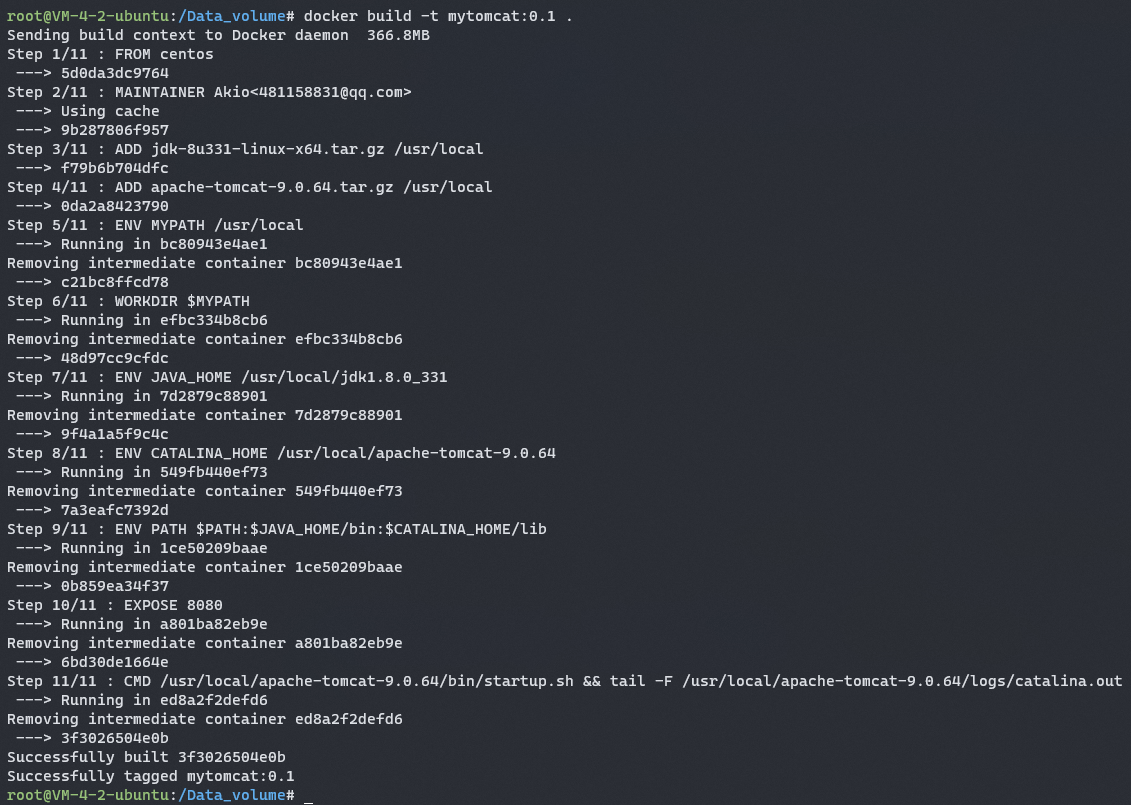 root@VM-4-2-ubuntu:/Data_volume# docker build -t mytomcat:0.1 .
Sending build context to Docker daemon  366.8MB
Step 1/11 : FROM centos
 ---> 5d0da3dc9764
Step 2/11 : MAINTAINER Akio<481158831@qq.com>
 ---> Using cache
 ---> 9b287806f957
Step 3/11 : ADD jdk-8u331-linux-x64.tar.gz /usr/local
 ---> f79b6b704dfc
Step 4/11 : ADD apache-tomcat-9.0.64.tar.gz /usr/local
 ---> 0da2a8423790
Step 5/11 : ENV MYPATH /usr/local
 ---> Running in bc80943e4ae1
Removing intermediate container bc80943e4ae1
 ---> c21bc8ffcd78
Step 6/11 : WORKDIR $MYPATH
 ---> Running in efbc334b8cb6
Removing intermediate container efbc334b8cb6
 ---> 48d97cc9cfdc
Step 7/11 : ENV JAVA_HOME /usr/local/jdk1.8.0_331
 ---> Running in 7d2879c88901
Removing intermediate container 7d2879c88901
 ---> 9f4a1a5f9c4c
Step 8/11 : ENV CATALINA_HOME /usr/local/apache-tomcat-9.0.64
 ---> Running in 549fb440ef73
Removing intermediate container 549fb440ef73
 ---> 7a3eafc7392d
Step 9/11 : ENV PATH $PATH:$JAVA_HOME/bin:$CATALINA_HOME/lib
 ---> Running in 1ce50209baae
Removing intermediate container 1ce50209baae
 ---> 0b859ea34f37
Step 10/11 : EXPOSE 8080
 ---> Running in a801ba82eb9e
Removing intermediate container a801ba82eb9e
 ---> 6bd30de1664e
Step 11/11 : CMD /usr/local/apache-tomcat-9.0.64/bin/startup.sh && tail -F /usr/local/apache-tomcat-9.0.64/logs/catalina.out
 ---> Running in ed8a2f2defd6
Removing intermediate container ed8a2f2defd6
 ---> 3f3026504e0b
Successfully built 3f3026504e0b
Successfully tagged mytomcat:0.1
root@VM-4-2-ubuntu:/Data_volume# _